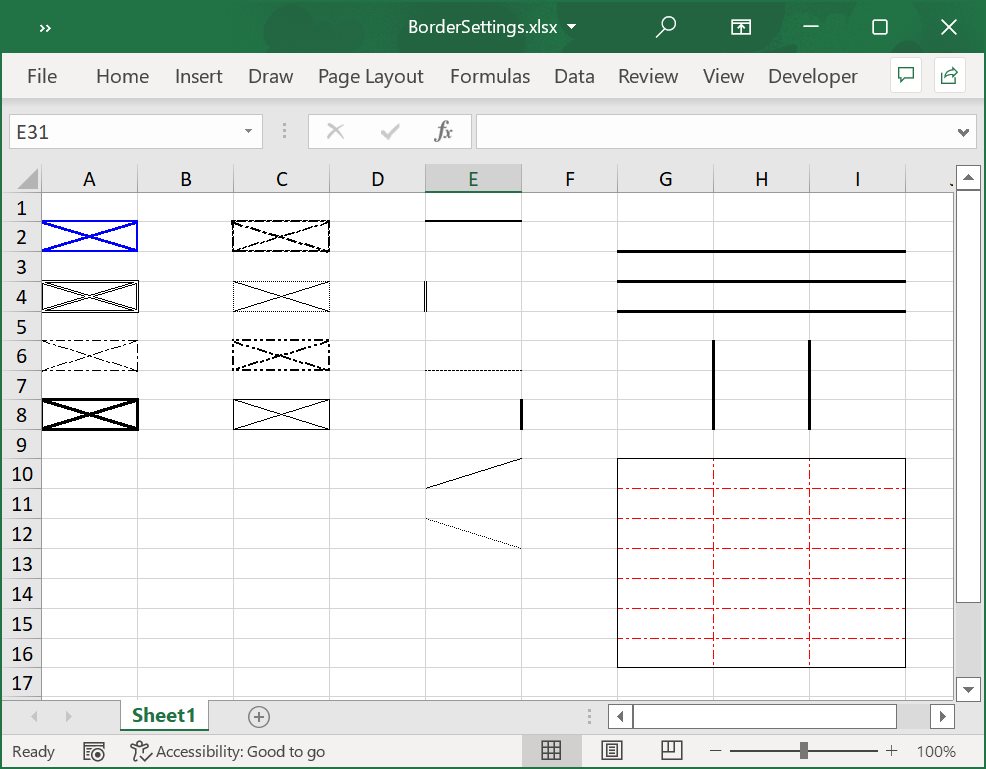 » BorderSettings.xlsx
File Home Insert Draw Page Layout Formulas Data Review View Developer
E31 fx
A B C D E F G H I
1
2
3
4
5
6
7
8
9
10
11
12
13
14
15
16
17
Sheet1
Ready Accessibility: Good to go 100%